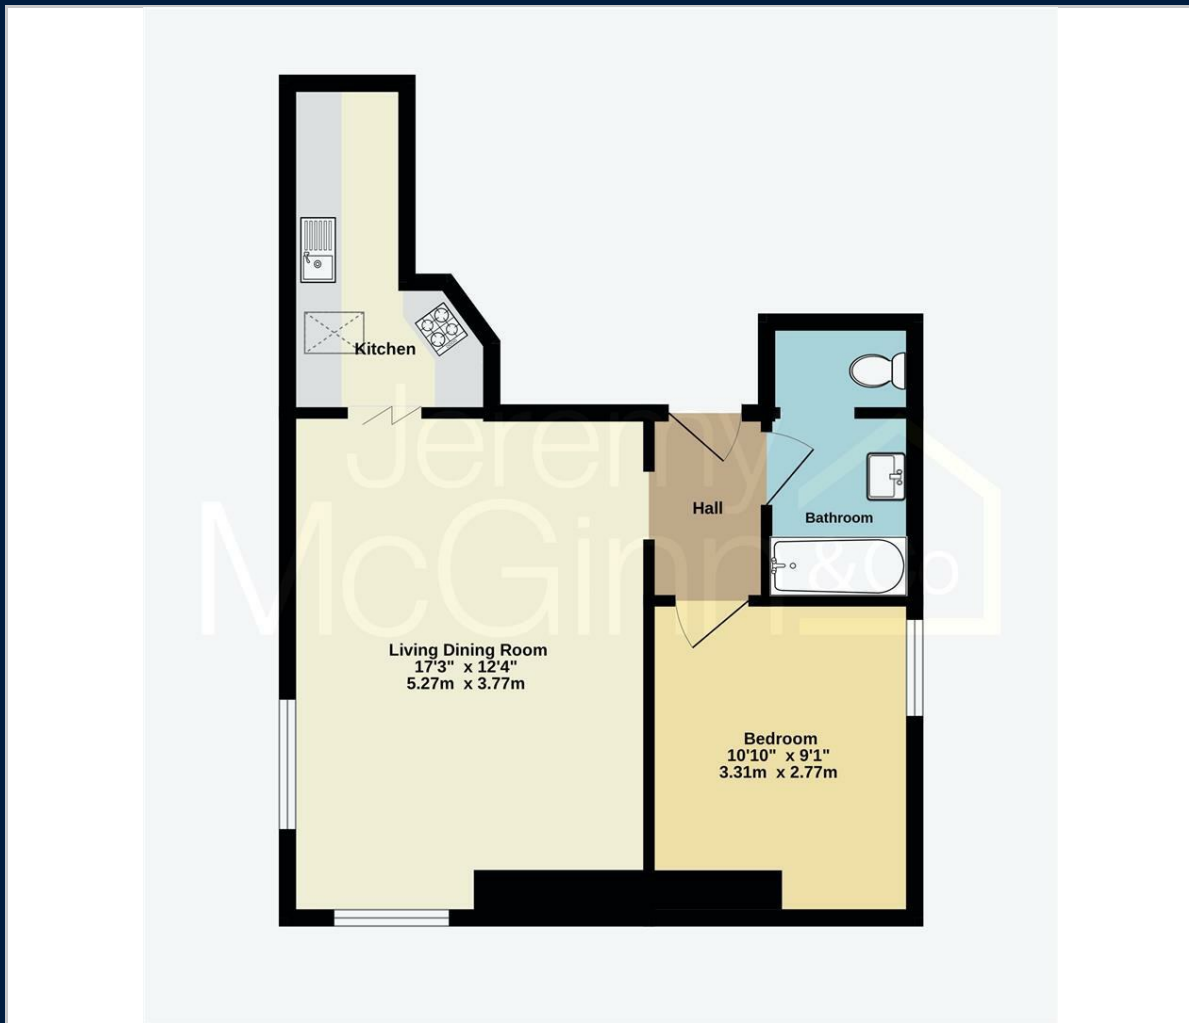 Kitchen
Jeremy
McGinn & Co
Hall
Bathroom
Living Dining Room
17'3" x 12'4"
5.27m x 3.77m
Bedroom
10'10" x 9'1"
3.31m x 2.77m